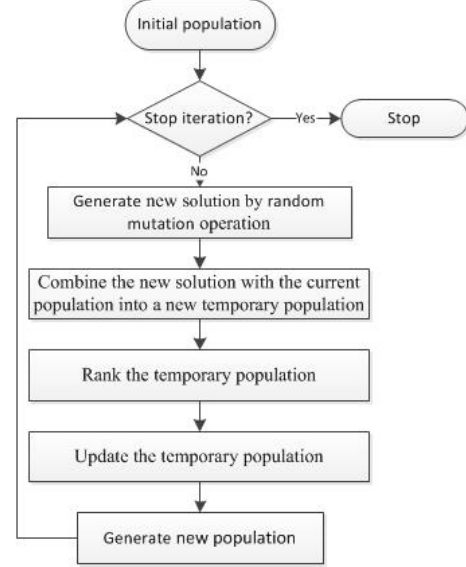 Initial population
Stop iteration?
Yes
Stop
No
Generate new solution by random
mutation operation
Combine the new solution with the current
population into a new temporary population
Rank the temporary population
Update the temporary population
Generate new population